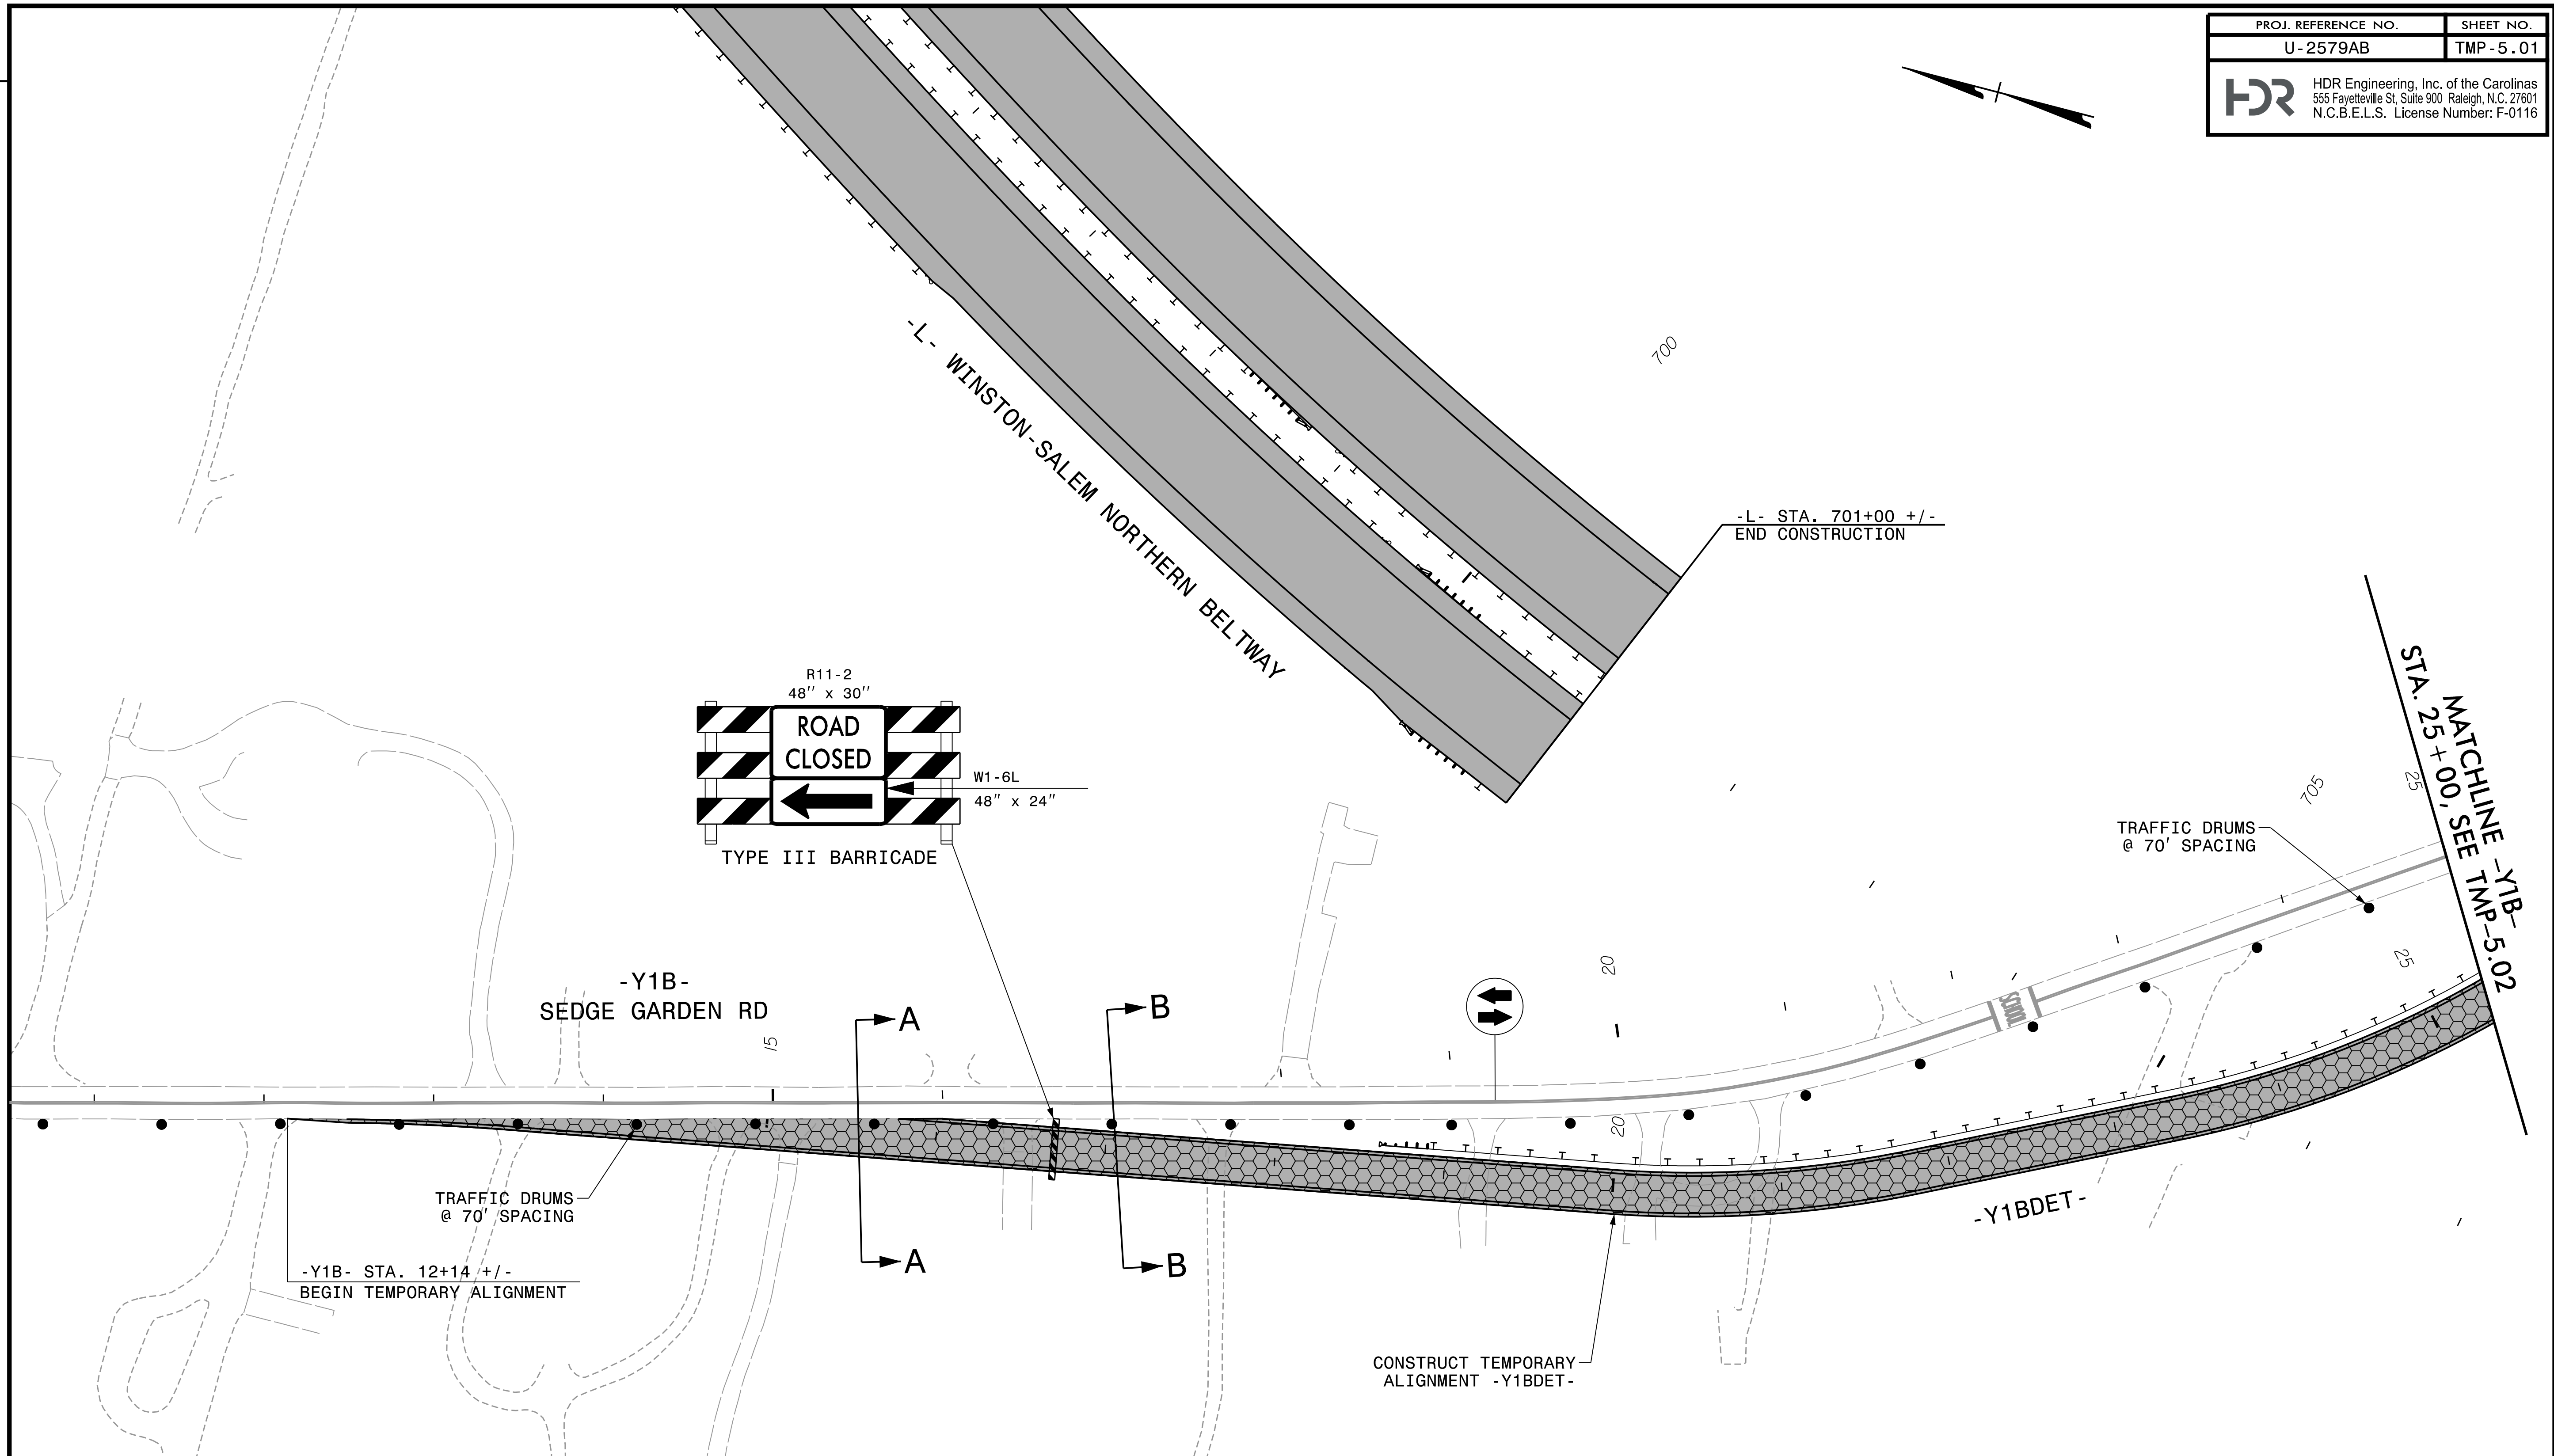 PROJ. REFERENCE NO.
SHEET NO.
U-2579AB
TMP-5.01
HDR
HDR Engineering, Inc. of the Carolinas
555 Fayetteville St, Suite 900 Raleigh, N.C. 27601
N.C.B.E.L.S. License Number: F-0116
700
-L- WINSTON-SALEM NORTHERN BELTWAY
-L- STA. 701+00 +/-
END CONSTRUCTION
R11-2
48" x 30"
ROAD
CLOSED
W1-6L
48" x 24"
TYPE III BARRICADE
MATCHLINE -Y1B-
STA. 25+00, SEE TMP-5.02
705
25
TRAFFIC DRUMS
@ 70' SPACING
-Y1B-
SEDGE GARDEN RD
A
B
15
20
25
SCHOOL
20
TRAFFIC DRUMS
@ 70' SPACING
A
B
-Y1BDET-
-Y1B- STA. 12+14 +/-
BEGIN TEMPORARY ALIGNMENT
CONSTRUCT TEMPORARY
ALIGNMENT -Y1BDET-